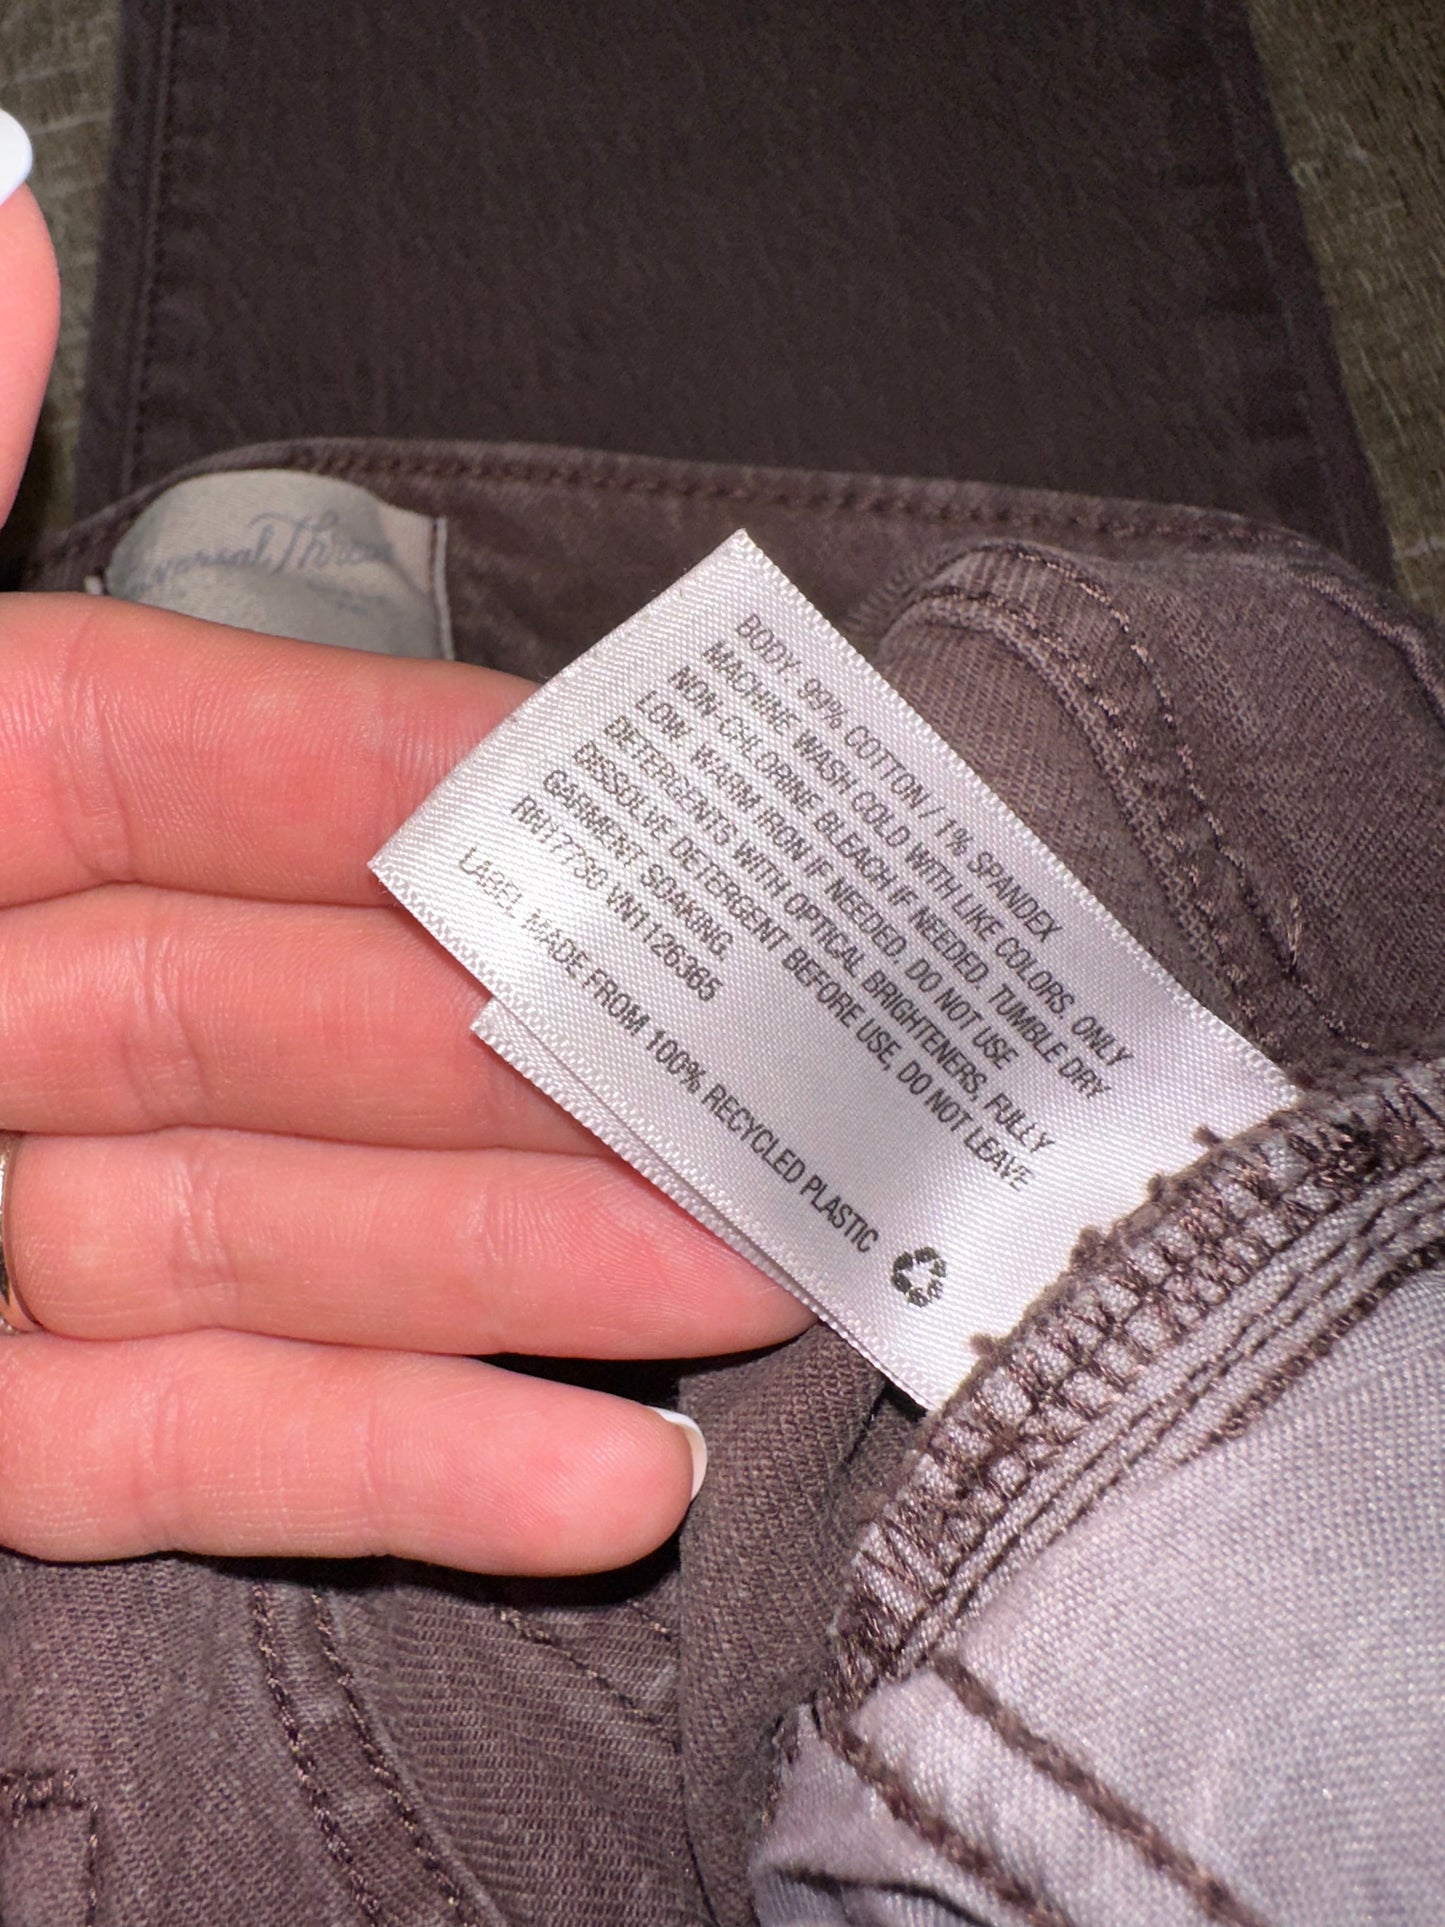 Universal Thread
BODY 99% COTTON / 1% SPANDEX
MACHINE WASH COLD WITH LIKE COLORS. ONLY
NON-CHLORINE BLEACH IF NEEDED. TUMBLE DRY
LOW. WARM IRON IF NEEDED. DO NOT USE
DETERGENTS WITH OPTICAL BRIGHTENERS, FULLY
DISSOLVE DETERGENT BEFORE USE, DO NOT LEAVE
GARMENT SOAKING.
RN17730 VN1126365
LABEL MADE FROM 100% RECYCLED PLASTIC